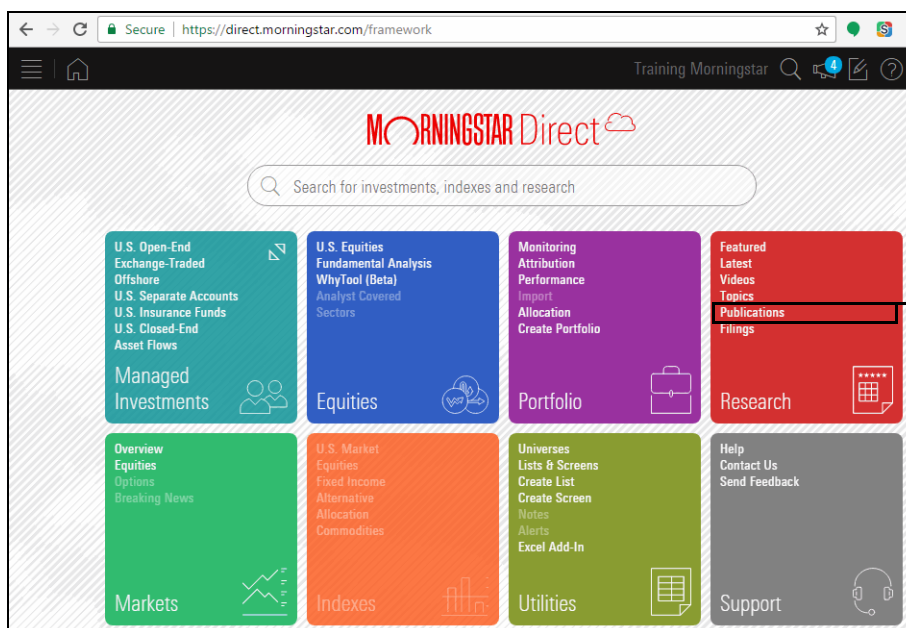 Secure | https://direct.morningstar.com/framework
S
Training Morningstar
4
?
MORNINGSTAR Direct
Search for investments, indexes and research
U.S. Open-End
Exchange-Traded
Offshore
U.S. Separate Accounts
U.S. Insurance Funds
U.S. Closed-End
Asset Flows
Managed
Investments
U.S. Equities
Fundamental Analysis
WhyTool (Beta)
Analyst Covered
Sectors
Equities
Monitoring
Attribution
Performance
Import
Allocation
Create Portfolio
Portfolio
Featured
Latest
Videos
Topics
Publications
Filings
Research
Overview
Equities
Options
Breaking News
Markets
U.S. Market
Equities
Fixed Income
Alternative
Allocation
Commodities
Indexes
Universes
Lists & Screens
Create List
Create Screen
Notes
Alerts
Excel Add-In
Utilities
Help
Contact Us
Send Feedback
Support